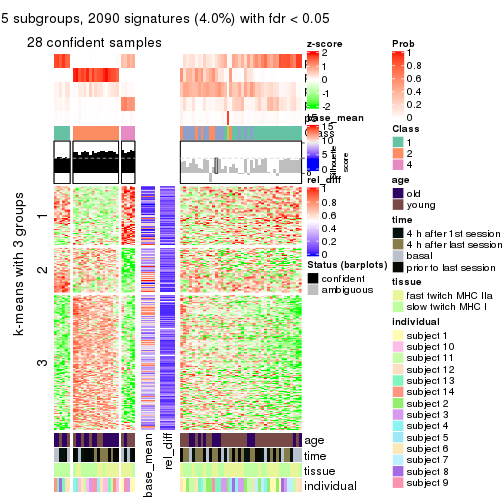 5 subgroups, 2090 signatures (4.0%) with fdr < 0.05
28 confident samples
z-score
2
1
0
-1
-2
base_mean
15
10
5
0
silhouette
score
rel_diff
1
0.8
0.6
0.4
0.2
0
Status (barplots)
confident
ambiguous
Prob
1
0.8
0.6
0.4
0.2
0
Class
1
2
4
age
old
young
time
4 h after 1st session
4 h after last session
basal
prior to last session
tissue
fast twitch MHC IIa
slow twitch MHC I
individual
subject 1
subject 10
subject 11
subject 12
subject 13
subject 14
subject 2
subject 3
subject 4
subject 5
subject 6
subject 7
subject 8
subject 9
k-means with 3 groups
1
2
3
base_mean
rel_diff
age
time
tissue
individual